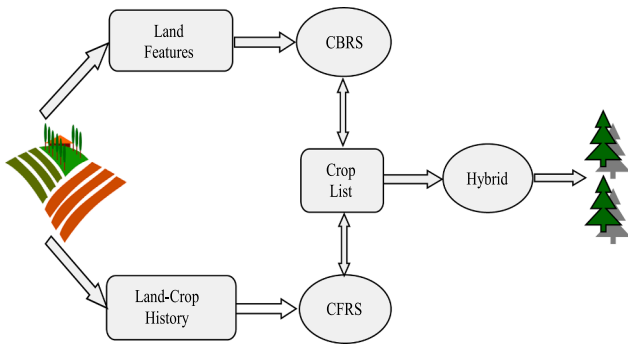 Land
Features
CBRS
Crop
List
Hybrid
Land-Crop
History
CFRS